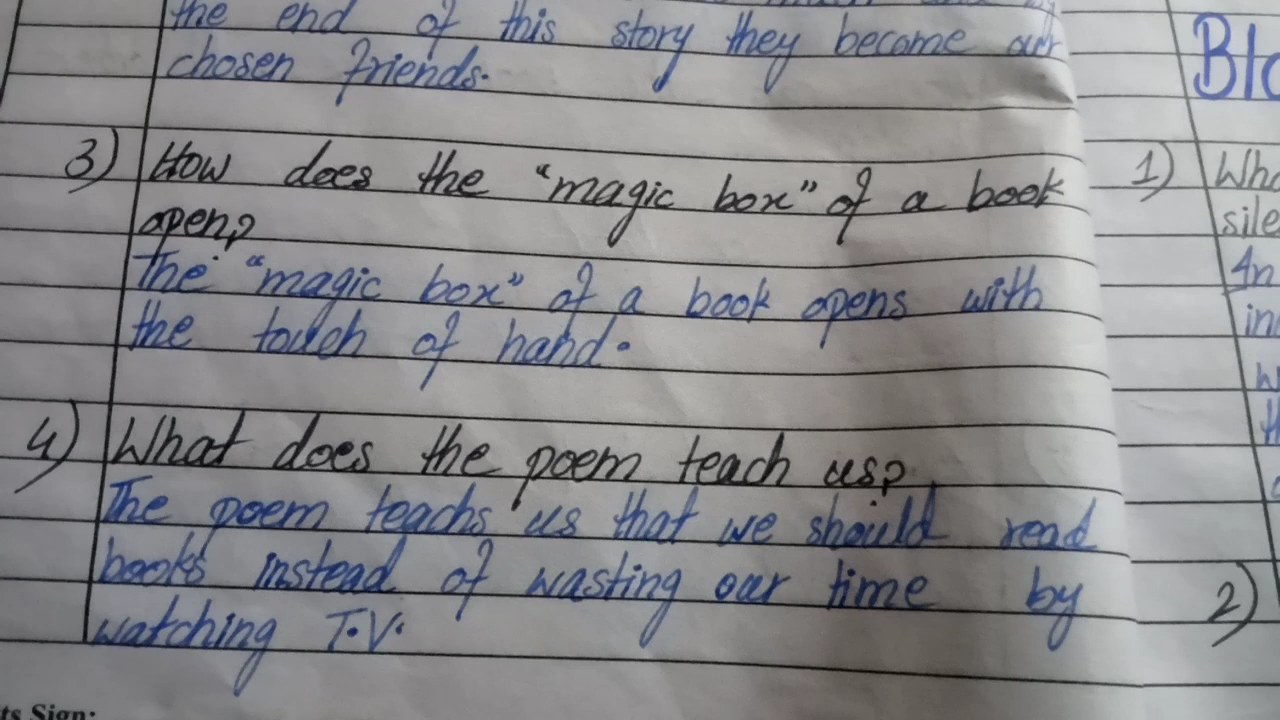 the end of this story they become our
chosen friends.
3) How does the "magic box" of a book
open?
The "magic box" of a book opens with
the touch of hand.
4) What does the poem teach us?
The poem teachs us that we should read
books instead of wasting our time by
watching T.V.
ts Sign:
1)
2)